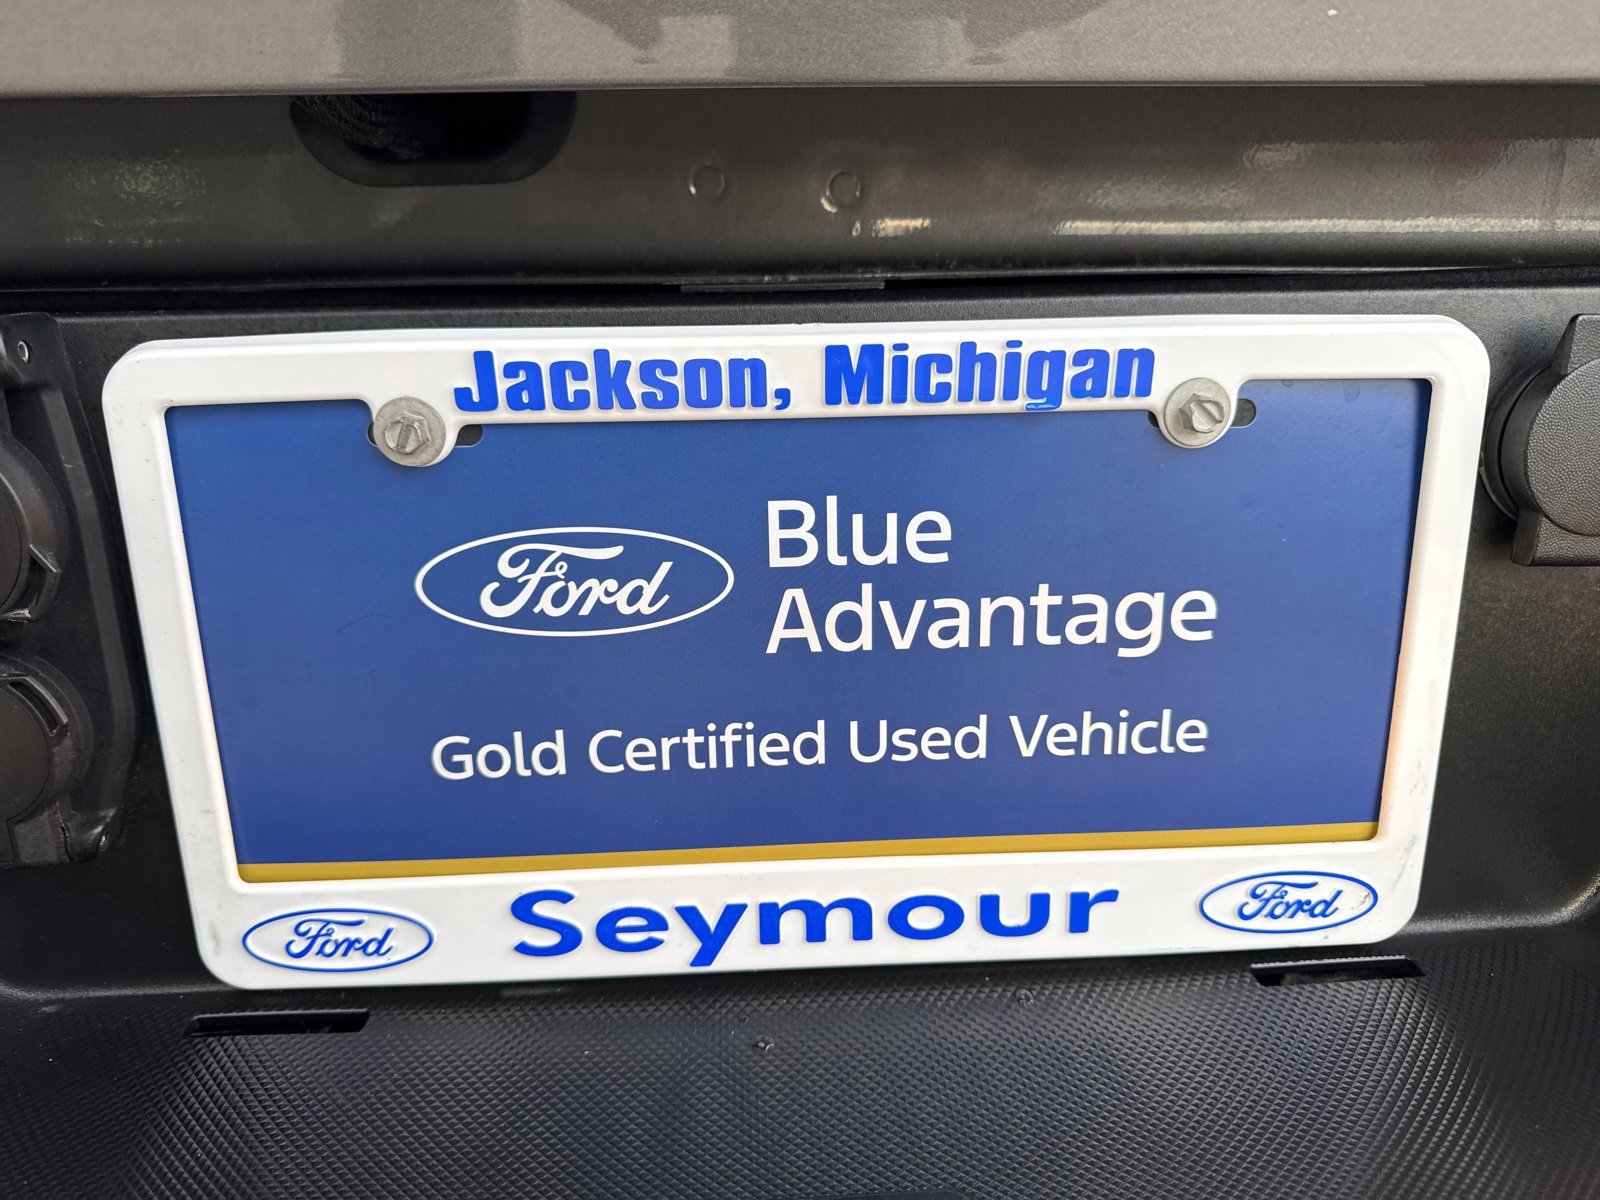 Jackson, Michigan
Ford
Blue
Advantage
Gold Certified Used Vehicle
Ford Seymour Ford